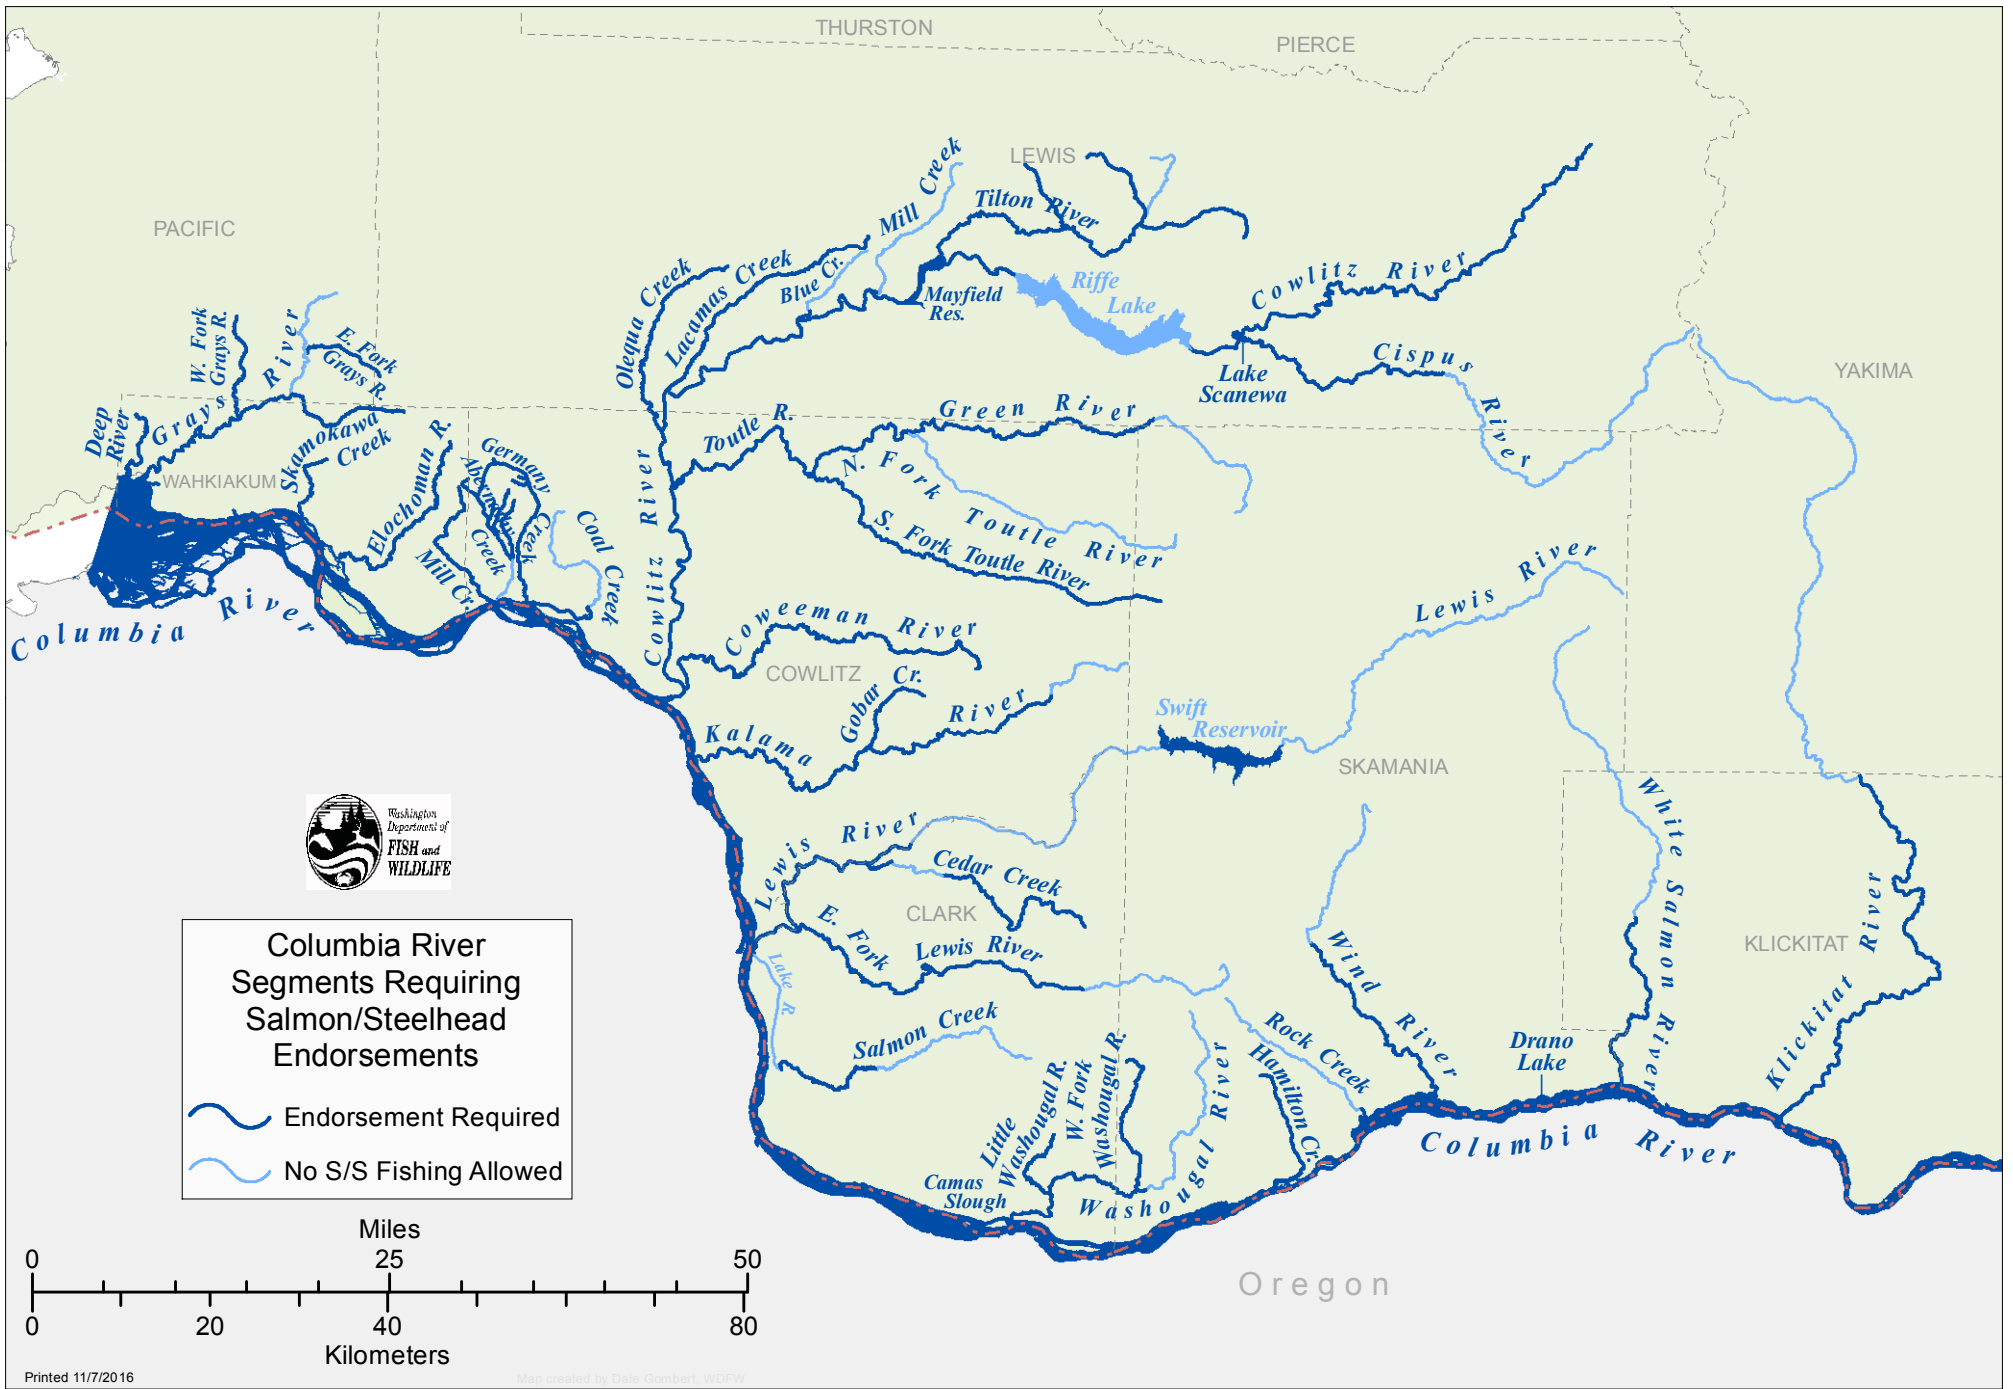 THURSTON
PIERCE
LEWIS
PACIFIC
Mill Creek
Tilton River
Olequa Creek
Lacamas Creek
Blue Cr.
Mayfield
Res.
Riffe
Lake
Cowlitz River
W. Fork
Grays R.
Grays River
E. Fork
Grays R.
Cispus River
Lake
Scanewa
YAKIMA
Deep
River
Skamokawa
Creek
Toutle R.
Green River
WAHKIAKUM
Elochoman R.
Germany Creek
Abernathy Creek
Mill Cr.
Coal Creek
Cowlitz River
N. Fork Toutle River
S. Fork Toutle River
Columbia River
Coweeman River
COWLITZ
Gobar Cr.
Kalama River
Lewis River
Swift
Reservoir
SKAMANIA
White Salmon River
Washington
Department of
FISH and
WILDLIFE
Lewis River
Cedar Creek
CLARK
E. Fork Lewis River
Wind River
KLICKITAT
Klickitat River
Lake R.
Salmon Creek
Rock Creek
Hamilton Cr.
Drano
Lake
Little
Washougal R.
W. Fork
Washougal R.
Washougal River
Camas
Slough
Columbia River
Oregon
Columbia River
Segments Requiring
Salmon/Steelhead
Endorsements
Endorsement Required
No S/S Fishing Allowed
Miles
0 25 50
0 20 40 80
Kilometers
Printed 11/7/2016
Map created by Dale Gombert, WDFW